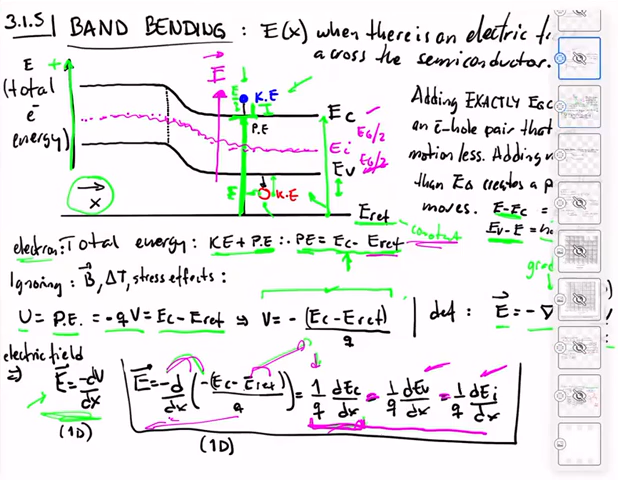 3.1.5 BAND BENDING : E(x) when there is an electric
across the semiconductor.
E +
(total
e⁻
energy)
E
K.E
P.E
Ec
Ei
Ev
EG/2
EG/2
E
K.E
x
Eref
constant
Adding EXACTLY EG
an e-hole pair that
motion less. Adding
than EG creates a
moves. E-Ec =
Ev-E =
electron: Total energy: KE + P.E ∴ PE = Ec - Eref
Ignoring: B, ΔT, stress effects:
U = P.E. = -qV = Ec - Eref ⇒ V = - (Ec - Eref)/q | def: E = -∇
electric field
⇒ E = -dV/dx
(1D)
E = -d/dx (-(Ec - Eref)/q) = 1/q dEc/dx = 1/q dEv/dx = 1/q dEi/dx
(1D)